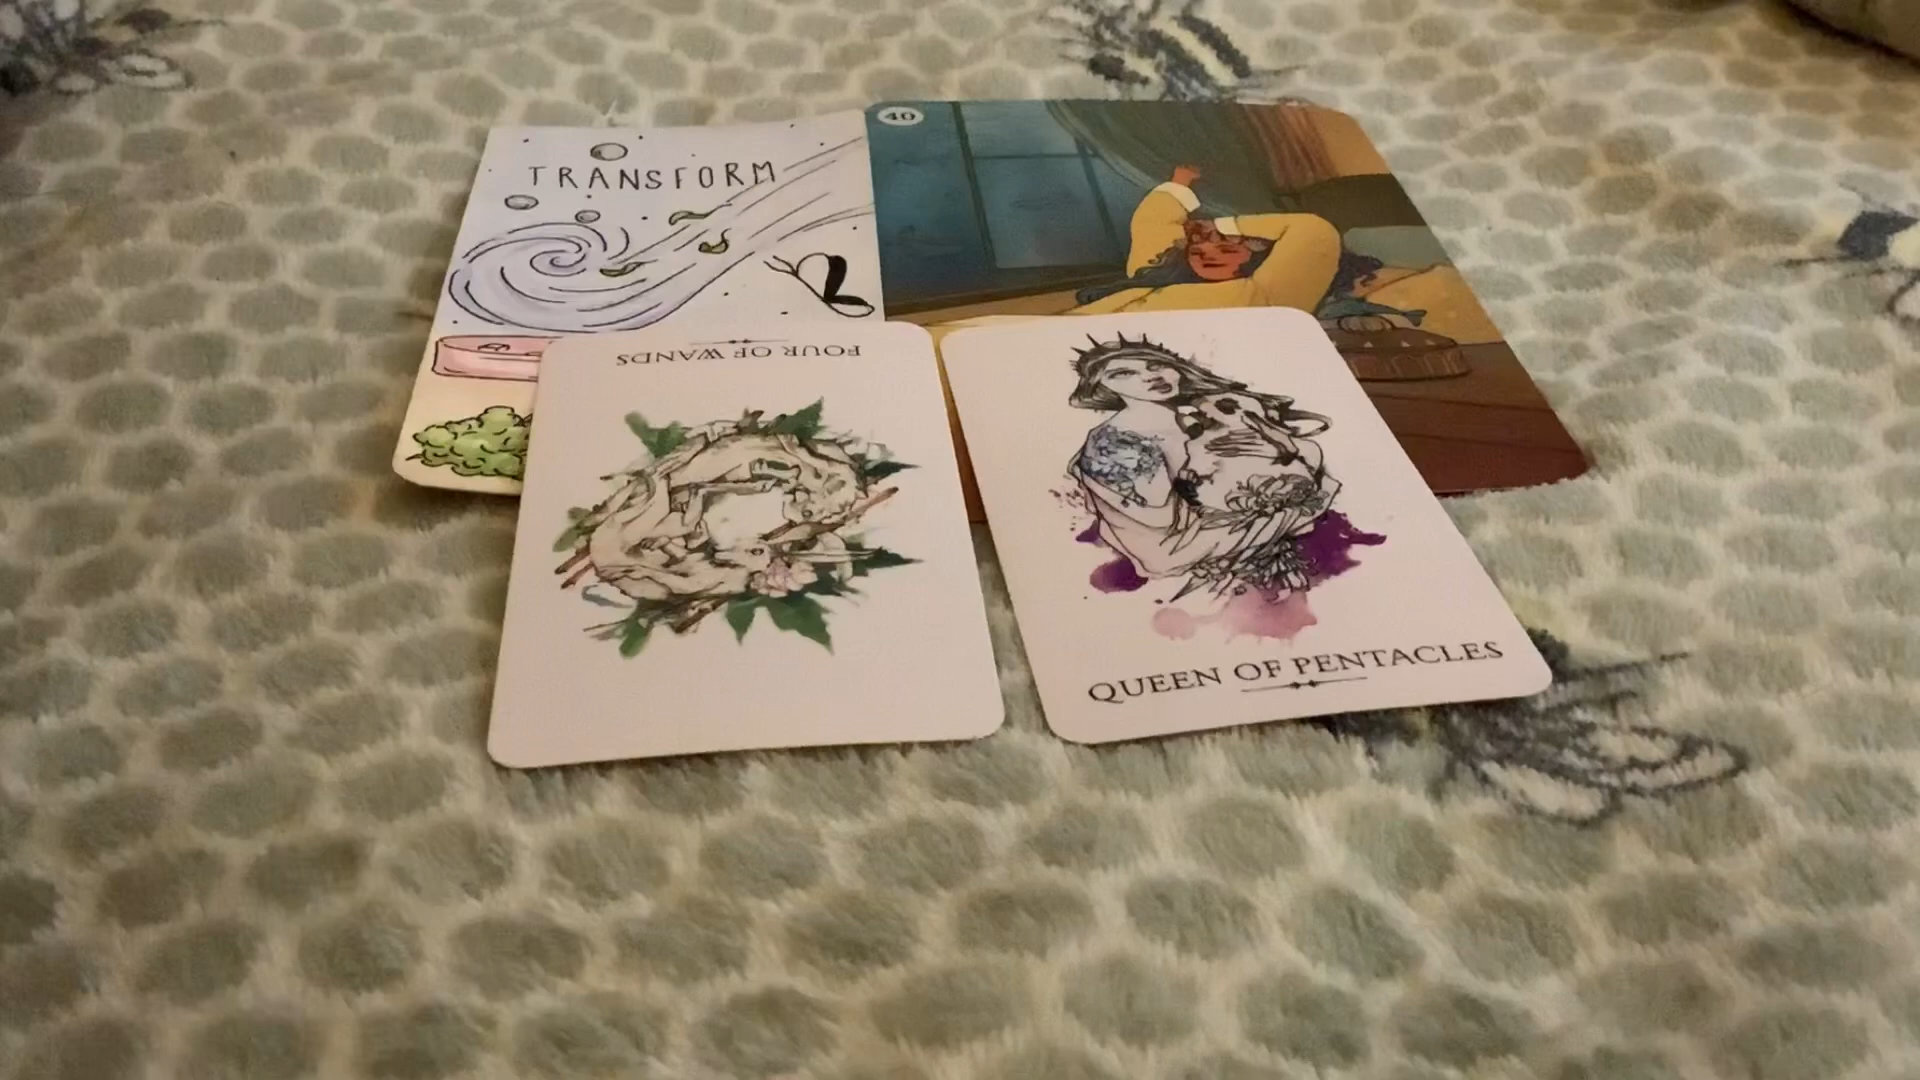 TRANSFORM
40
FOUR OF WANDS
QUEEN OF PENTACLES